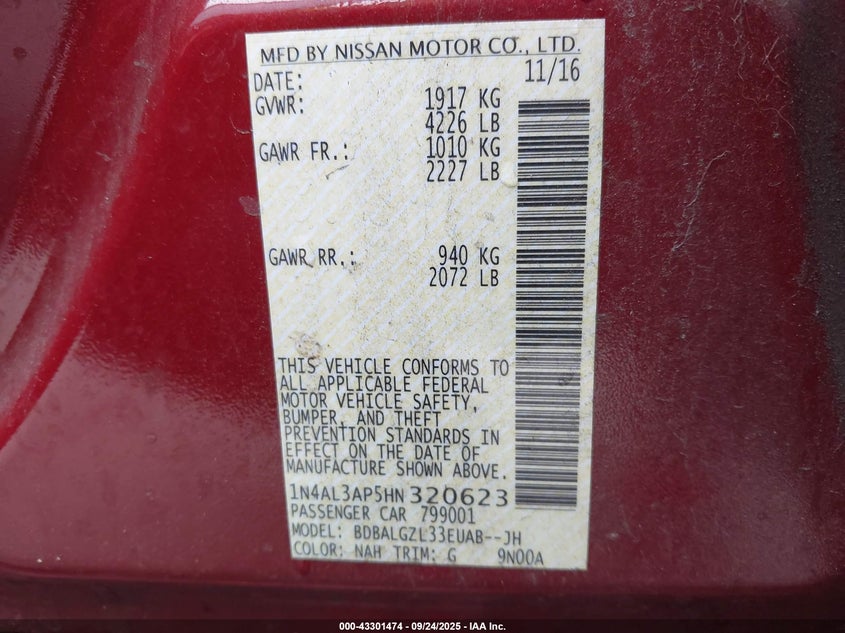 MFD BY NISSAN MOTOR CO., LTD.
DATE: 11/16
GVWR: 1917 KG
4226 LB
GAWR FR.: 1010 KG
2227 LB
GAWR RR.: 940 KG
2072 LB
THIS VEHICLE CONFORMS TO
ALL APPLICABLE FEDERAL
MOTOR VEHICLE SAFETY,
BUMPER, AND THEFT
PREVENTION STANDARDS IN
EFFECT ON THE DATE OF
MANUFACTURE SHOWN ABOVE.
1N4AL3AP5HN320623
PASSENGER CAR 799001
MODEL: BDBALGZL33EUAB--JH
COLOR: NAH TRIM: G 9N00A
000-43301474 - 09/24/2025 - IAA Inc.